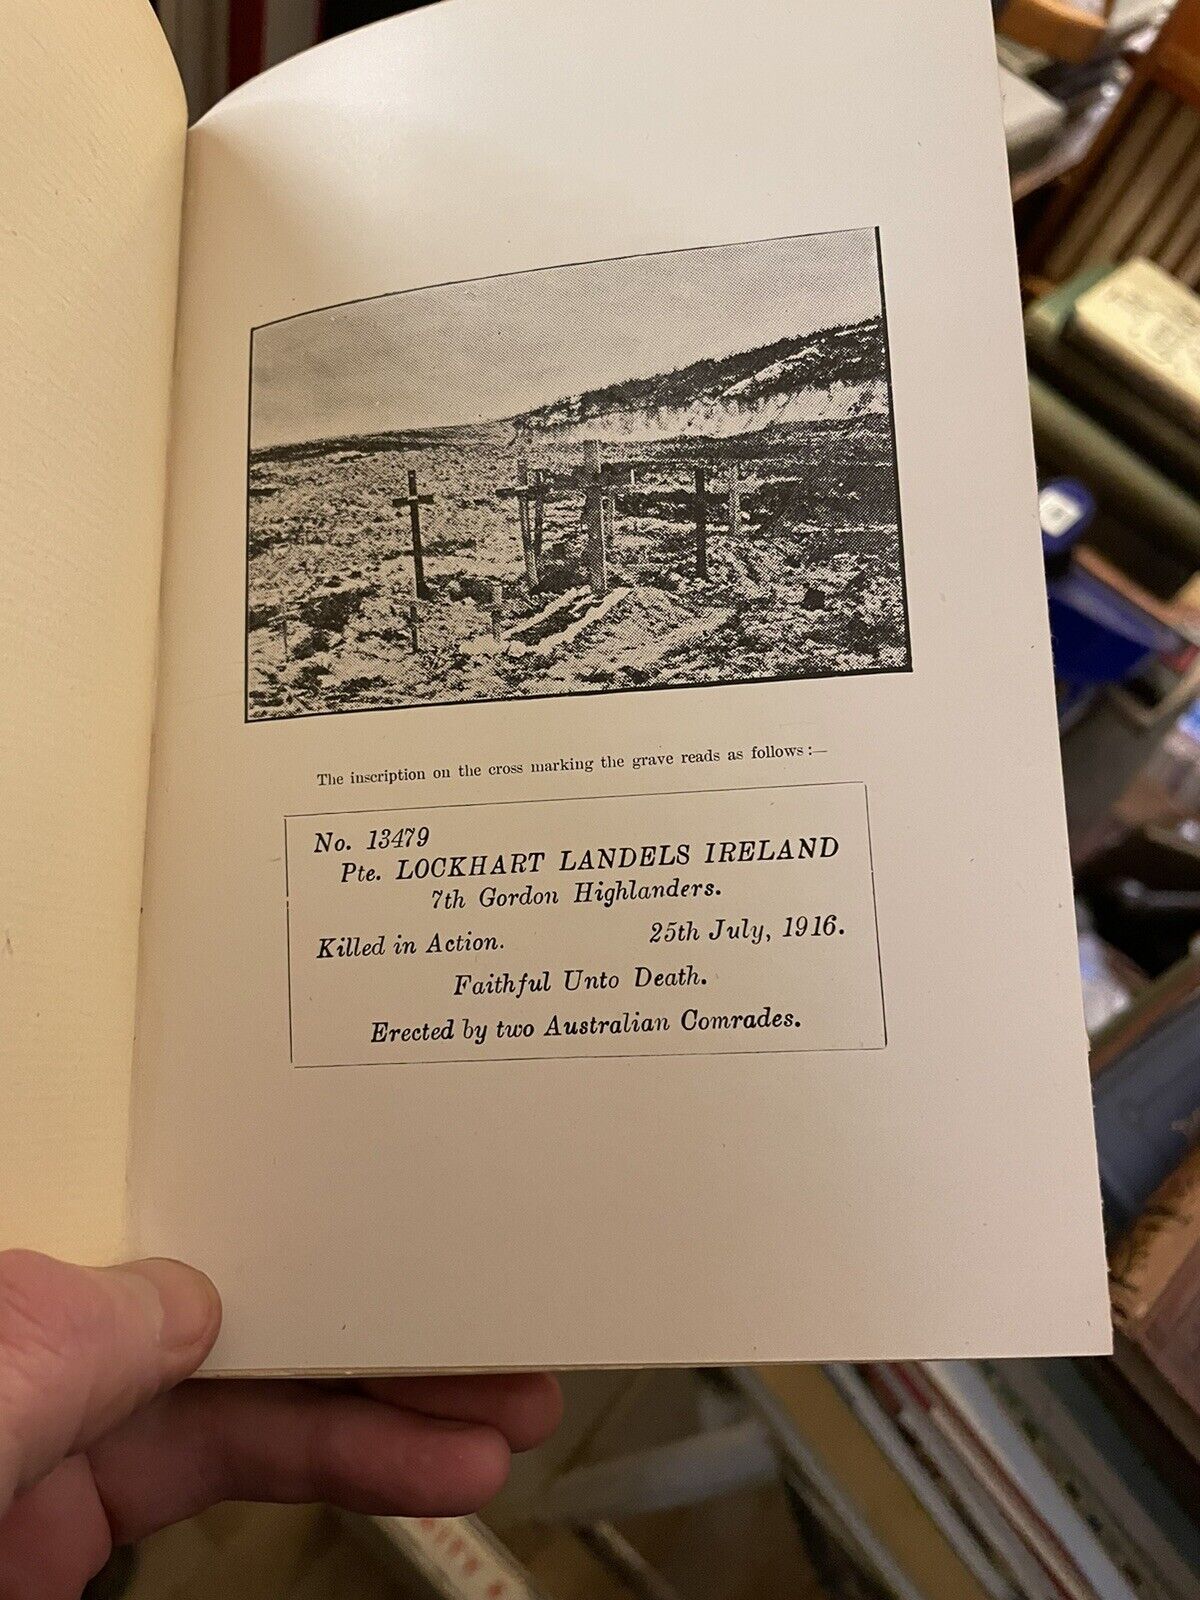 The inscription on the cross marking the grave reads as follows:—
No. 13479
Pte. LOCKHART LANDELS IRELAND
7th Gordon Highlanders.
Killed in Action. 25th July, 1916.
Faithful Unto Death.
Erected by two Australian Comrades.